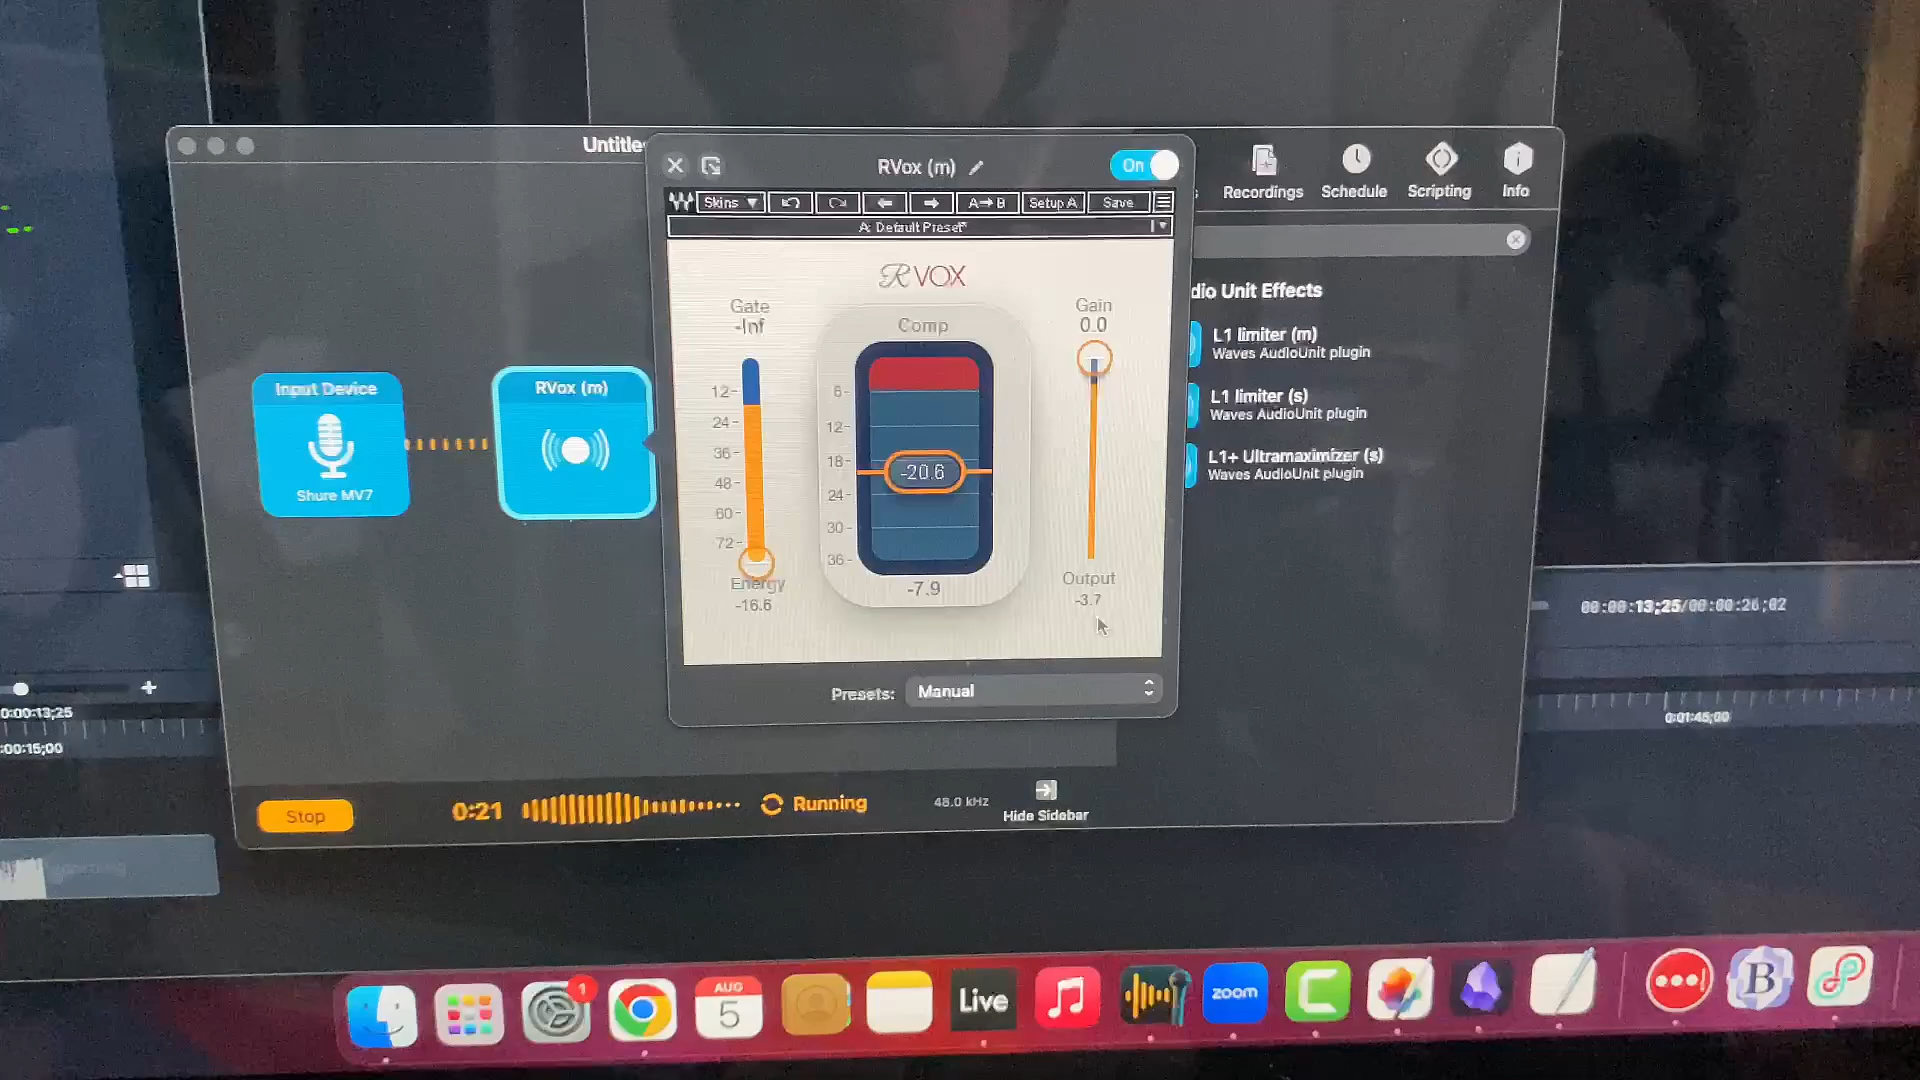 Untitle
RVox (m)
On
Recordings
Schedule
Scripting
Info
Skins
A→B
Setup A
Save
A: Default Preset*
RVOX
Gate
-Inf
12
24
36
48
60
72
Energy
-16.6
Comp
6
12
18
24
30
36
-20.6
-7.9
Gain
0.0
Output
-3.7
Presets: Manual
Input Device
Shure MV7
RVox (m)
dio Unit Effects
L1 limiter (m)
Waves AudioUnit plugin
L1 limiter (s)
Waves AudioUnit plugin
L1+ Ultramaximizer (s)
Waves AudioUnit plugin
00:00:13;25/00:00:26;02
0:00:13;25
:00:15;00
0:01:45;00
Stop
0:21
Running
48.0 kHz
Hide Sidebar
1
AUG
5
Live
zoom
C
B